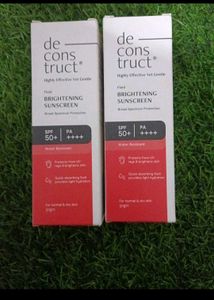 de
cons
truct®
Highly Effective Yet Gentle
Fluid
BRIGHTENING
SUNSCREEN
Broad Spectrum Protection
SPF
50+
PA
++++
Water Resistant
For normal & dry skin
50g℮
de
cons
truct®
Highly Effective Yet Gentle
Fluid
BRIGHTENING
SUNSCREEN
Broad Spectrum Protection
SPF
50+
PA
++++
Water Resistant
For normal & dry skin